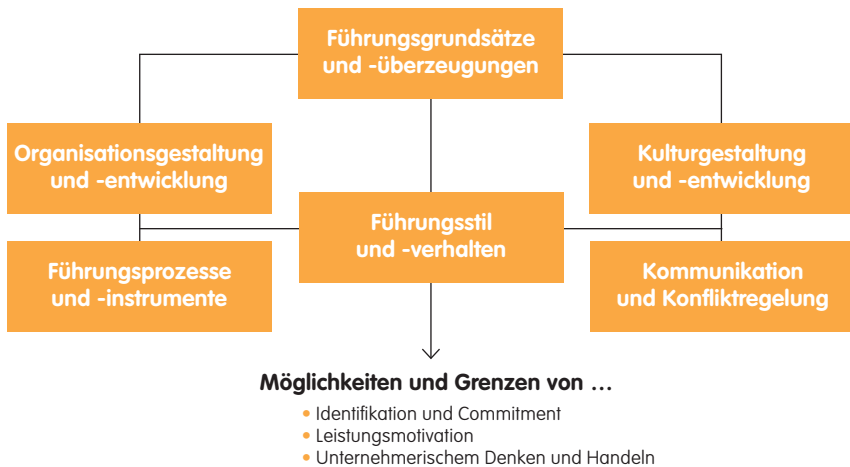 Führungsgrundsätze
und -überzeugungen
Organisationsgestaltung
und -entwicklung
Kulturgestaltung
und -entwicklung
Führungsstil
und -verhalten
Führungsprozesse
und -instrumente
Kommunikation
und Konfliktregelung
Möglichkeiten und Grenzen von ...
• Identifikation und Commitment
• Leistungsmotivation
• Unternehmerischem Denken und Handeln